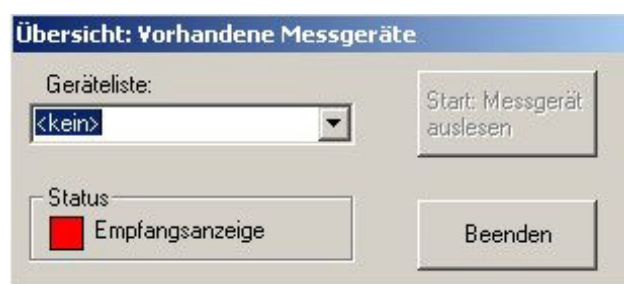 Übersicht: Vorhandene Messgeräte
Geräteliste:
<kein>
Start: Messgerät
auslesen
Status
Empfangsanzeige
Beenden